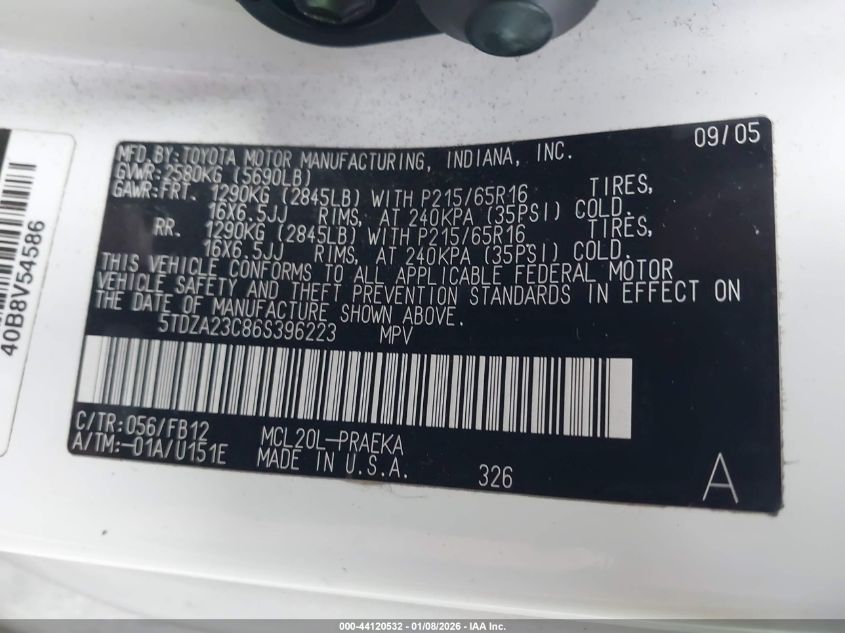 09/05
MFD.BY:TOYOTA MOTOR MANUFACTURING, INDIANA, INC.
GVWR:2580KG (5690LB)
GAWR:FRT. 1290KG (2845LB) WITH P215/65R16 TIRES,
16X6.5JJ RIMS, AT 240KPA (35PSI) COLD.
RR. 1290KG (2845LB) WITH P215/65R16 TIRES,
16X6.5JJ RIMS, AT 240KPA (35PSI) COLD.
THIS VEHICLE CONFORMS TO ALL APPLICABLE FEDERAL MOTOR
VEHICLE SAFETY AND THEFT PREVENTION STANDARDS IN EFFECT ON
THE DATE OF MANUFACTURE SHOWN ABOVE.
5TDZA23C86S396223 MPV
C/TR:056/FB12 MCL20L-PRAEKA
A/TM:-01A/U151E MADE IN U.S.A. 326 A
40B8V54586
000-44120532 - 01/08/2026 - IAA Inc.